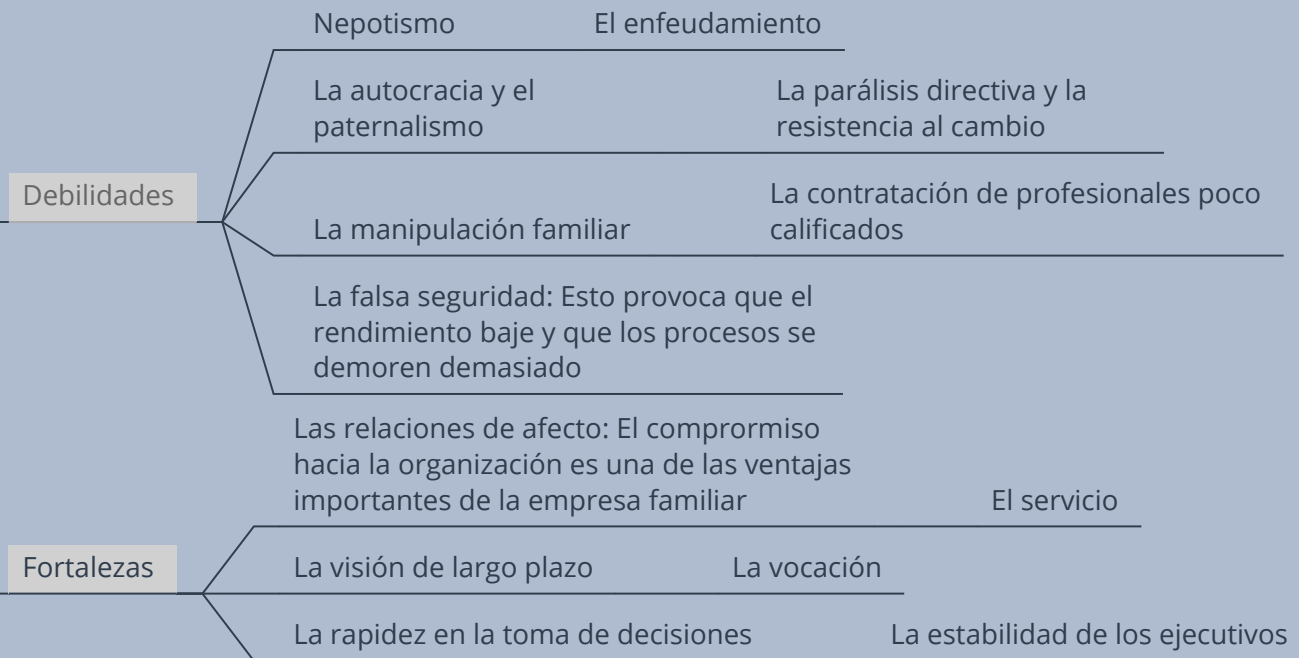 Debilidades
Nepotismo
El enfeudamiento
La autocracia y el
paternalismo
La parálisis directiva y la
resistencia al cambio
La manipulación familiar
La contratación de profesionales poco
calificados
La falsa seguridad: Esto provoca que el
rendimiento baje y que los procesos se
demoren demasiado
Fortalezas
Las relaciones de afecto: El comprormiso
hacia la organización es una de las ventajas
importantes de la empresa familiar
El servicio
La visión de largo plazo
La vocación
La rapidez en la toma de decisiones
La estabilidad de los ejecutivos